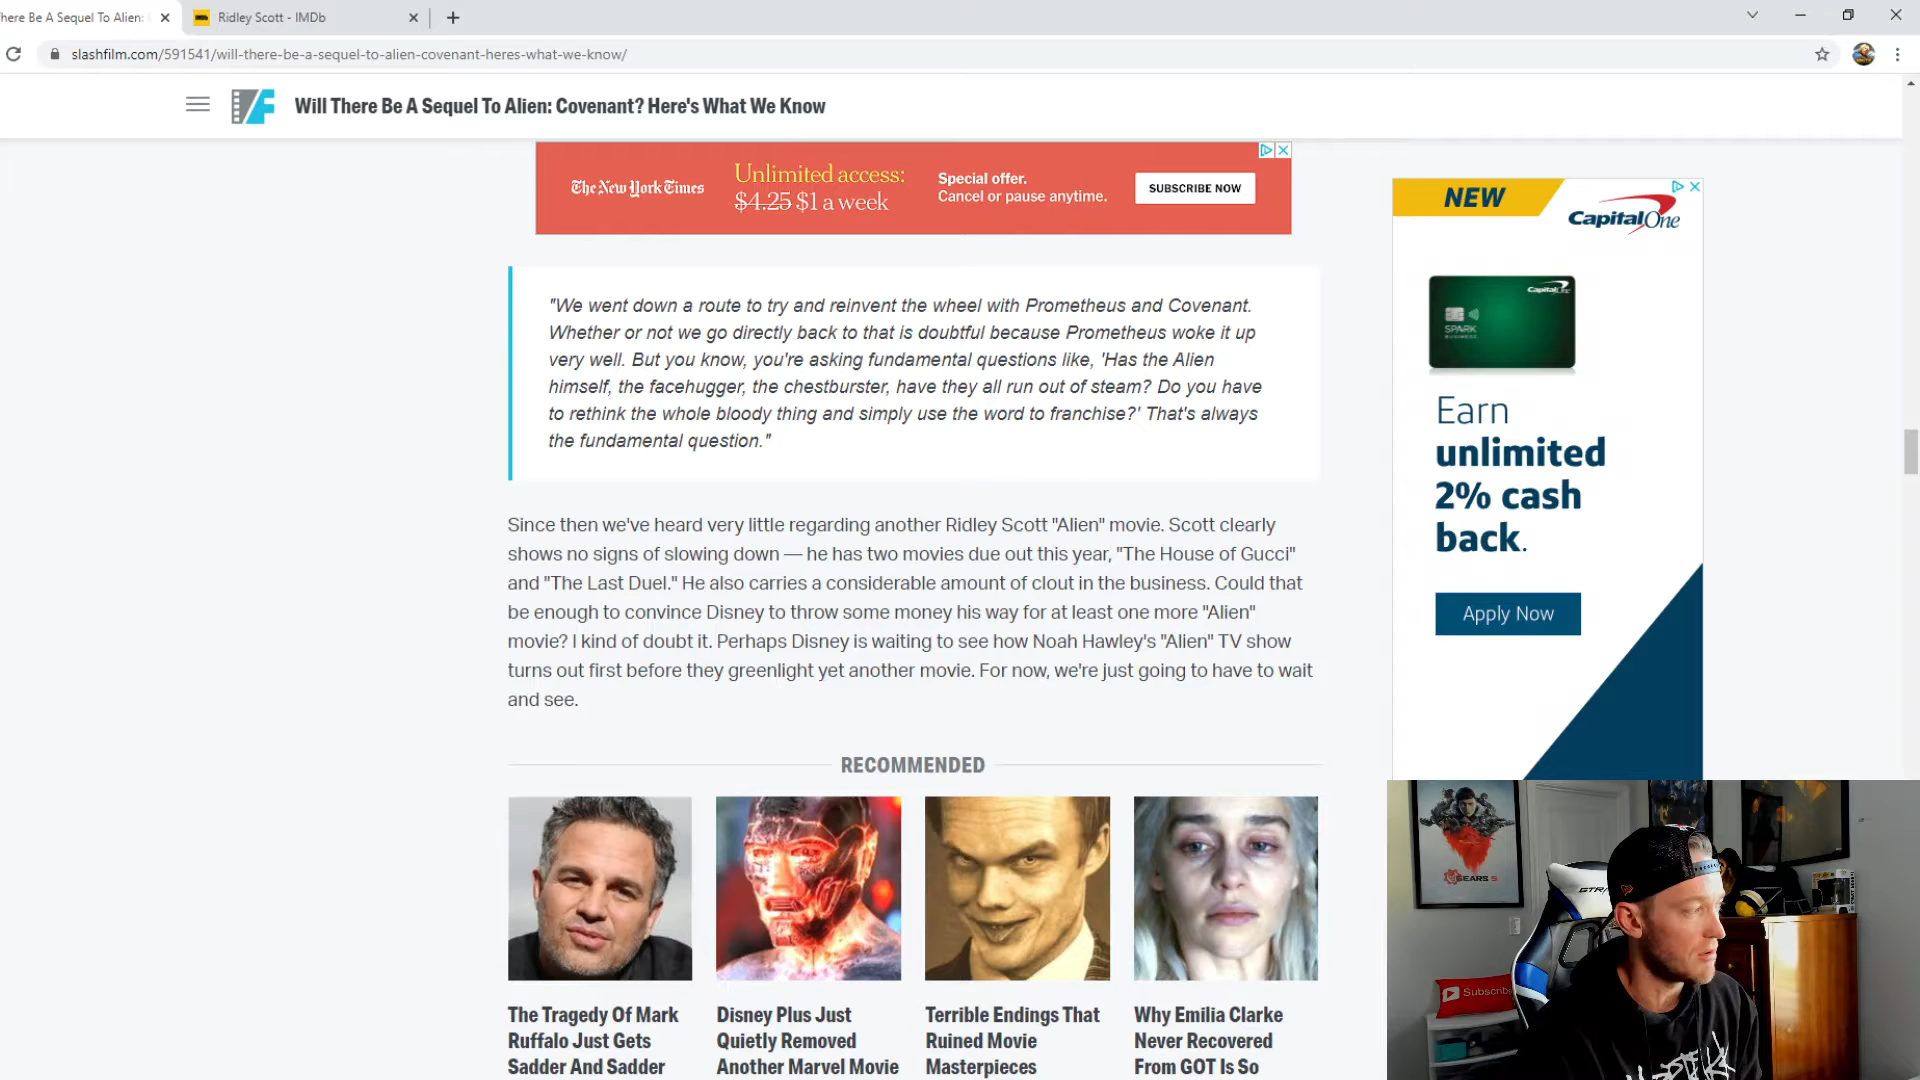 here Be A Sequel To Alien:
Ridley Scott - IMDb
slashfilm.com/591541/will-there-be-a-sequel-to-alien-covenant-heres-what-we-know/
Will There Be A Sequel To Alien: Covenant? Here's What We Know
The New York Times
Unlimited access:
$4.25 $1 a week
Special offer.
Cancel or pause anytime.
SUBSCRIBE NOW
"We went down a route to try and reinvent the wheel with Prometheus and Covenant.
Whether or not we go directly back to that is doubtful because Prometheus woke it up
very well. But you know, you're asking fundamental questions like, 'Has the Alien
himself, the facehugger, the chestburster, have they all run out of steam? Do you have
to rethink the whole bloody thing and simply use the word to franchise?' That's always
the fundamental question."
Since then we've heard very little regarding another Ridley Scott "Alien" movie. Scott clearly
shows no signs of slowing down — he has two movies due out this year, "The House of Gucci"
and "The Last Duel." He also carries a considerable amount of clout in the business. Could that
be enough to convince Disney to throw some money his way for at least one more "Alien"
movie? I kind of doubt it. Perhaps Disney is waiting to see how Noah Hawley's "Alien" TV show
turns out first before they greenlight yet another movie. For now, we're just going to have to wait
and see.
RECOMMENDED
The Tragedy Of Mark
Ruffalo Just Gets
Sadder And Sadder
Disney Plus Just
Quietly Removed
Another Marvel Movie
Terrible Endings That
Ruined Movie
Masterpieces
Why Emilia Clarke
Never Recovered
From GOT Is So
NEW
Capital One
Capital One
SPARK
BUSINESS
Earn
unlimited
2% cash
back.
Apply Now
GEARS 5
GTR
Subscribe